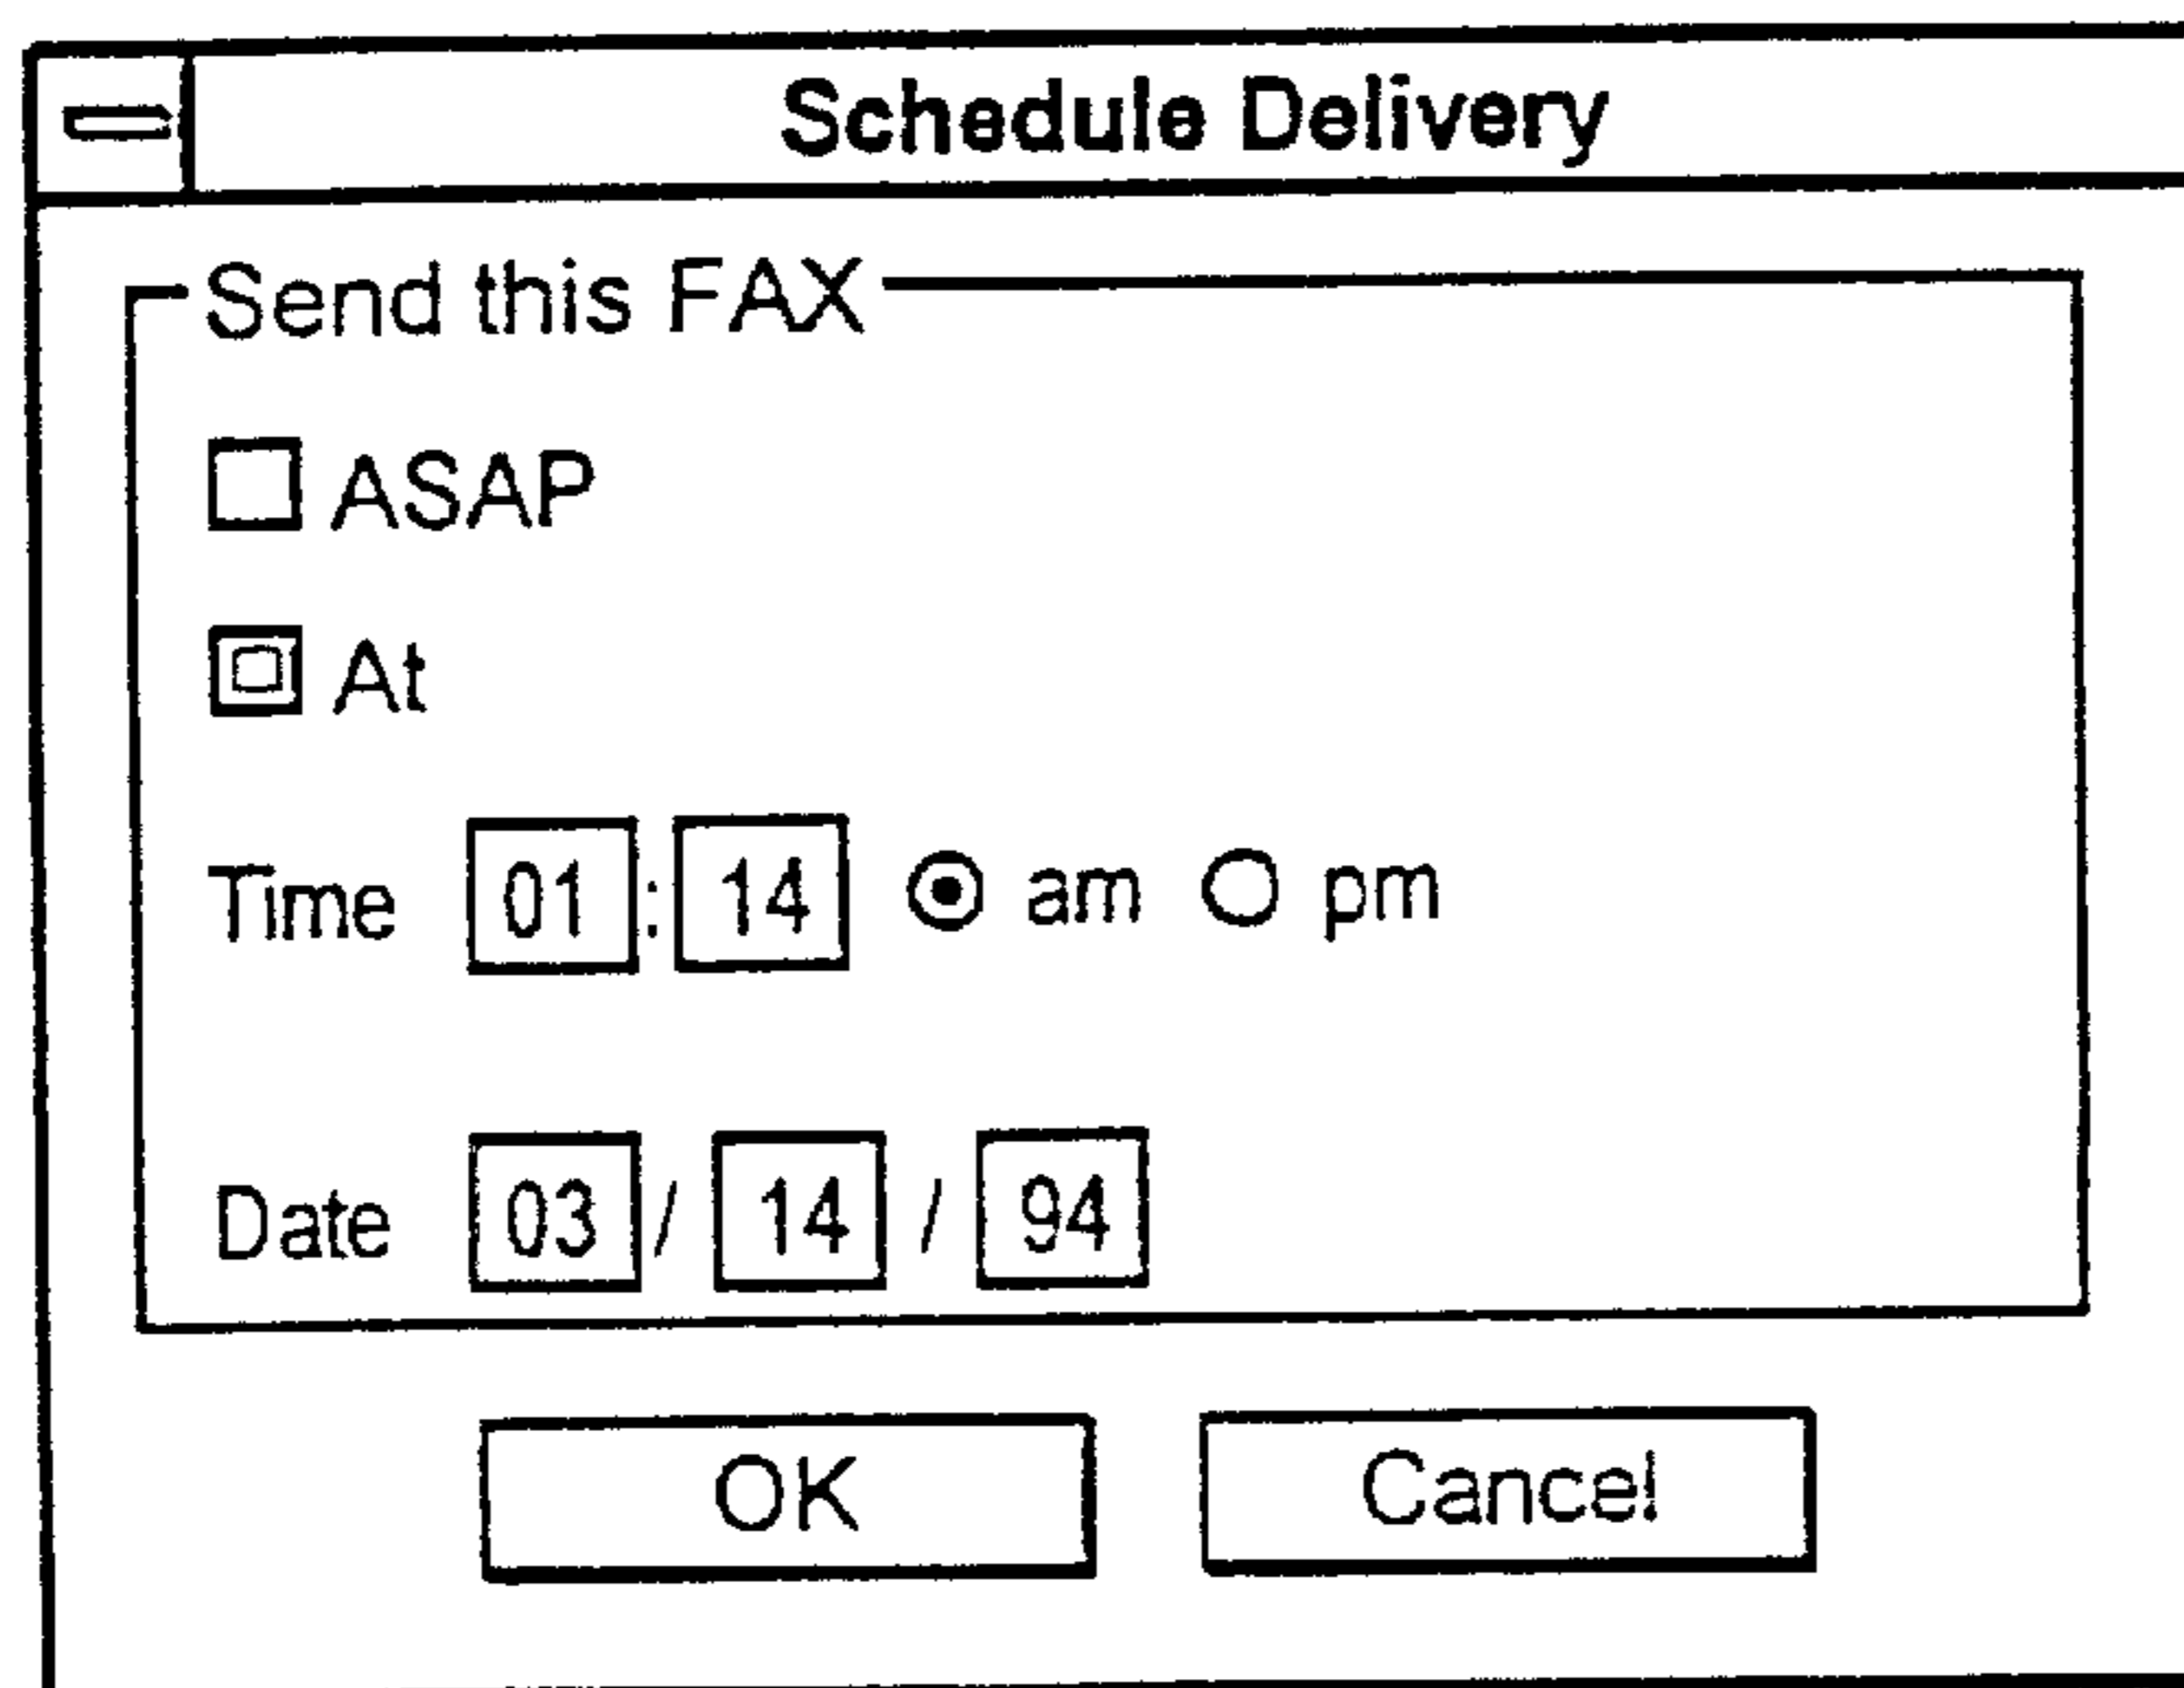 Schedule Delivery
Send this FAX
ASAP
At
Time 01 : 14 am pm
Date 03 / 14 / 94
OK Cancel